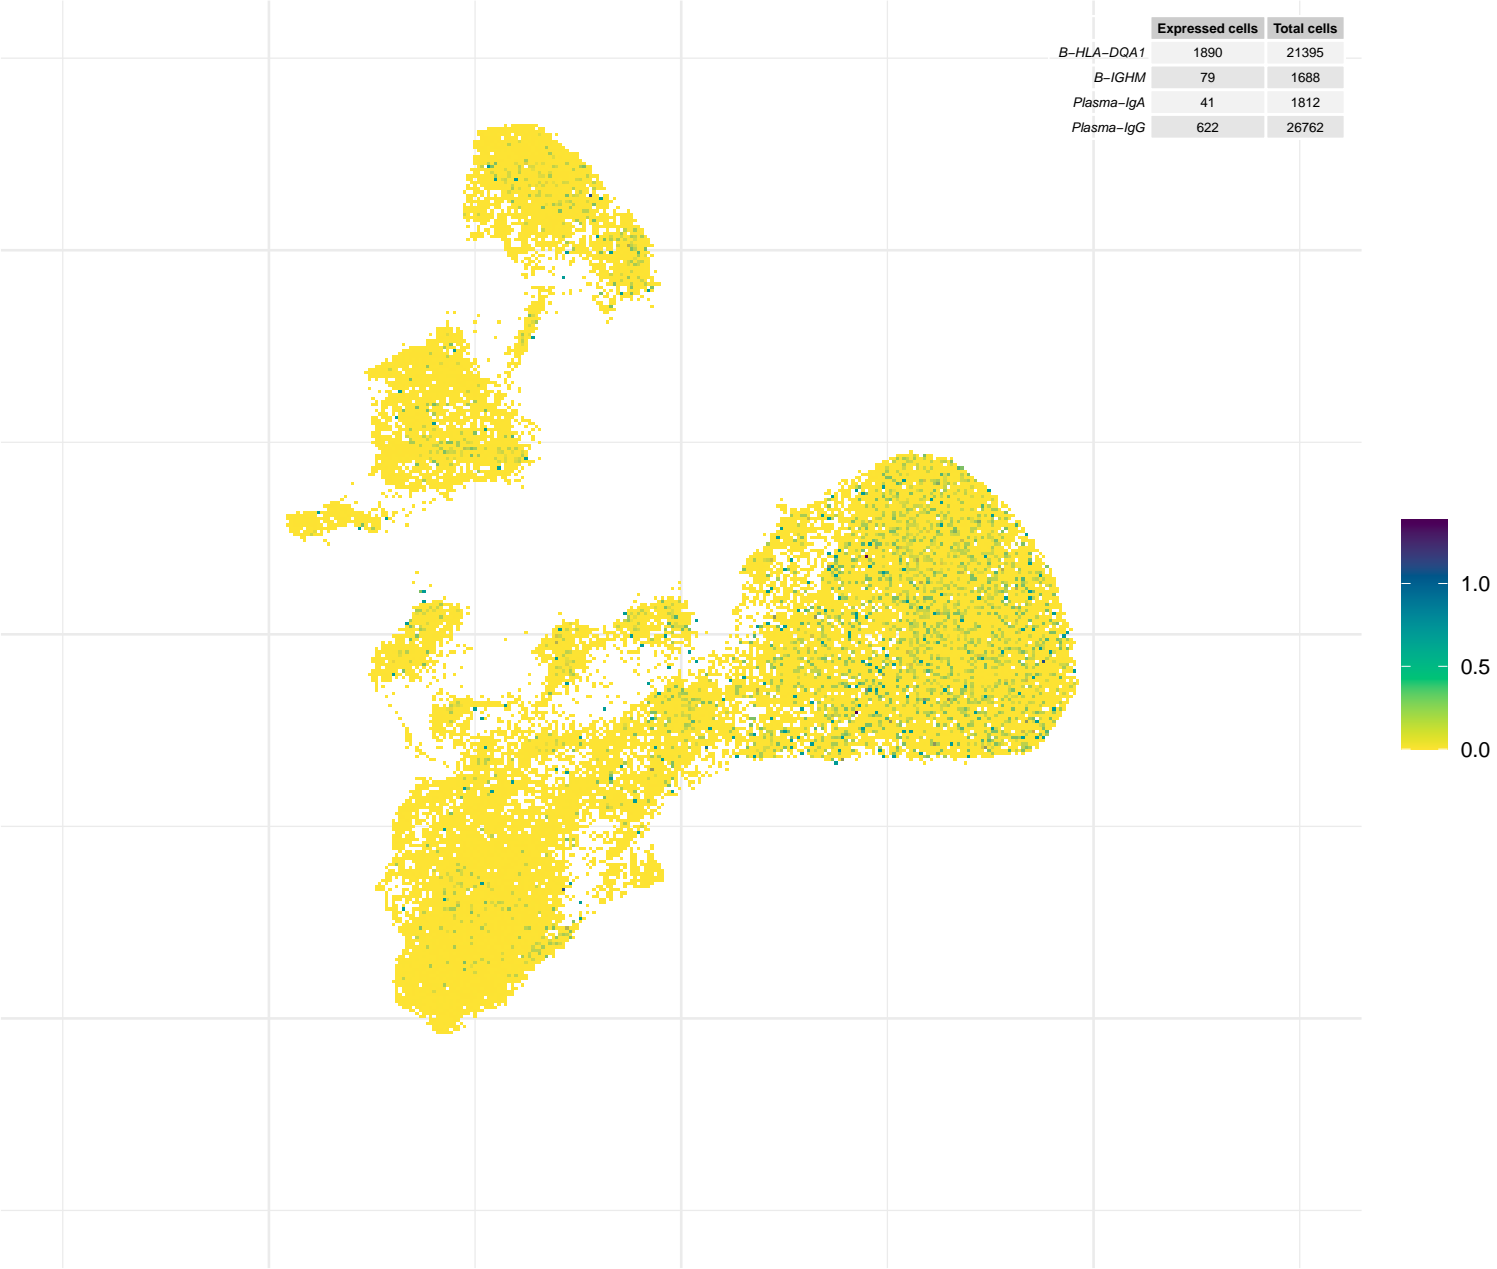 Expressed cells Total cells
B−HLA−DQA1 1890 21395
B−IGHM 79 1688
Plasma−IgA 41 1812
Plasma−IgG 622 26762
1.0
0.5
0.0